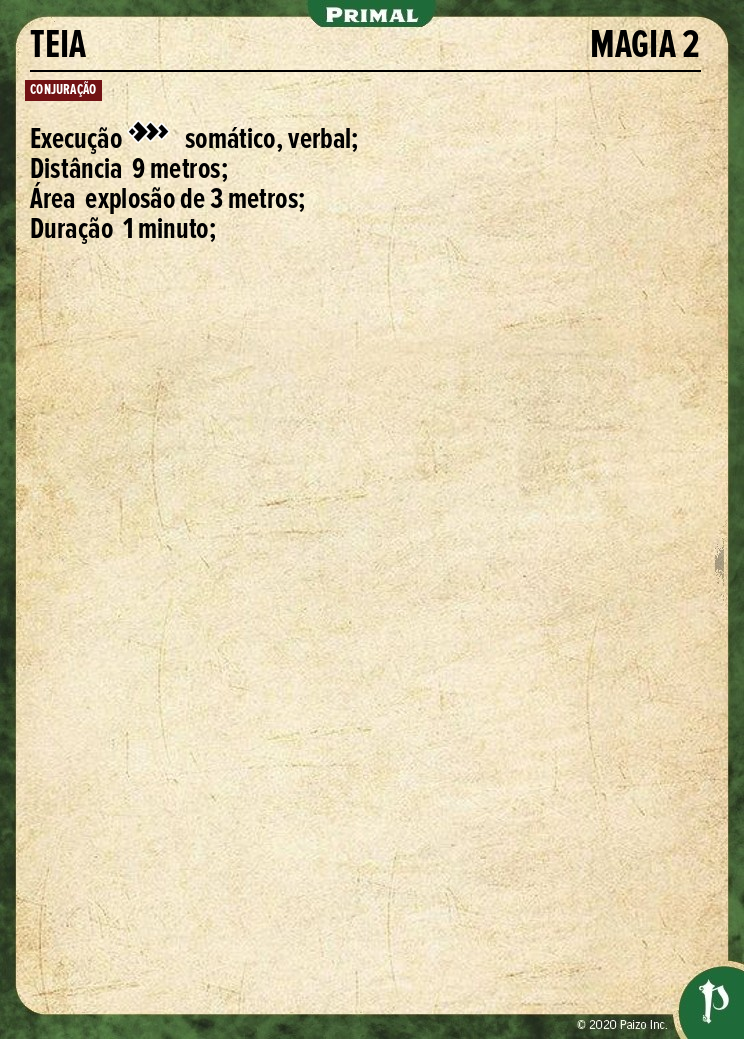 PRIMAL
TEIA MAGIA 2
CONJURAÇÃO
Execução somático, verbal;
Distância 9 metros;
Área explosão de 3 metros;
Duração 1 minuto;
© 2020 Paizo Inc.